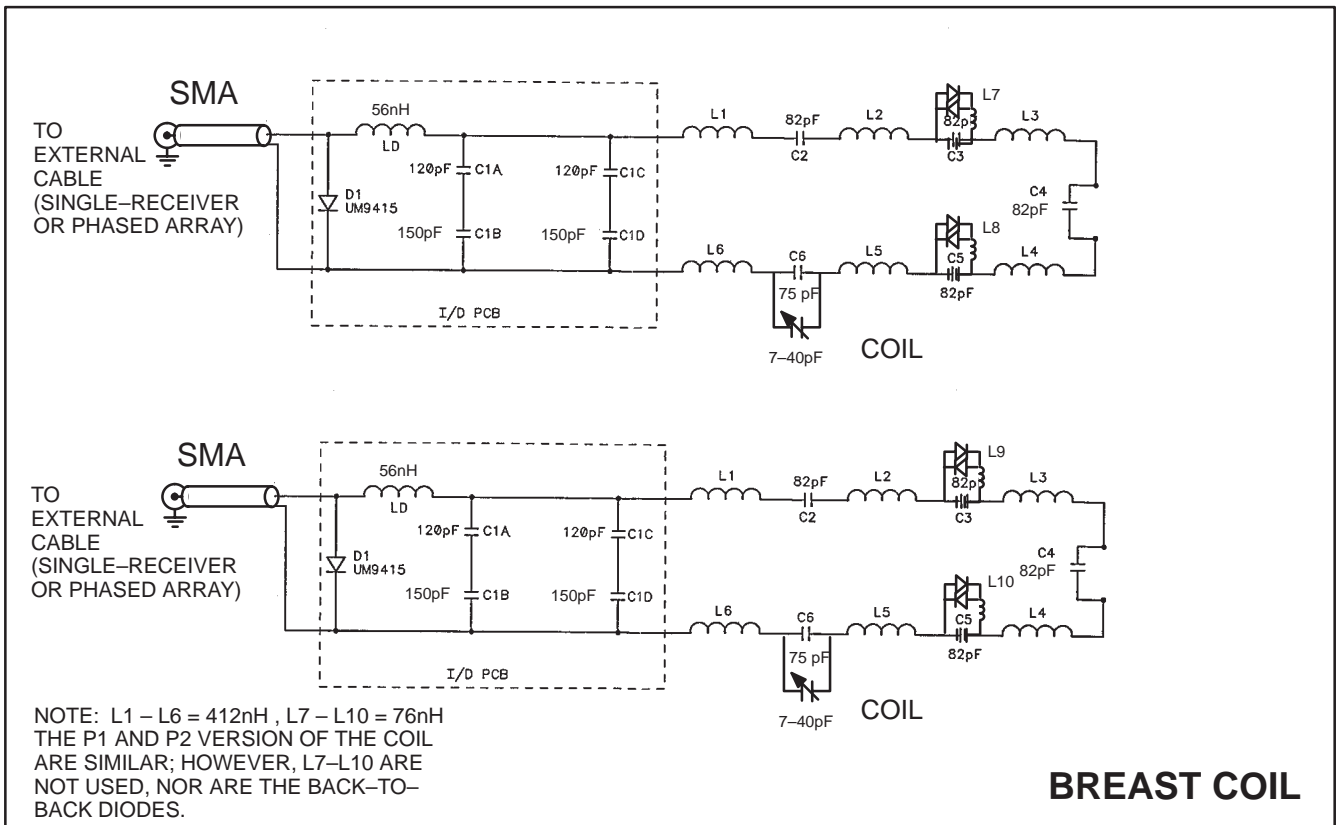 SMA
TO
EXTERNAL
CABLE
(SINGLE–RECEIVER
OR PHASED ARRAY)
56nH
LD
D1
UM9415
120pF C1A
150pF C1B
120pF C1C
150pF C1D
I/D PCB
L1
82pF
C2
L2
L7
82p
C3
L3
C4
82pF
L6
C6
75 pF
7–40pF
L5
L8
C5
82pF
L4
COIL
SMA
TO
EXTERNAL
CABLE
(SINGLE–RECEIVER
OR PHASED ARRAY)
56nH
LD
D1
UM9415
120pF C1A
150pF C1B
120pF C1C
150pF C1D
I/D PCB
L1
82pF
C2
L2
L9
82p
C3
L3
C4
82pF
L6
C6
75 pF
7–40pF
L5
L10
C5
82pF
L4
COIL
NOTE: L1 – L6 = 412nH , L7 – L10 = 76nH
THE P1 AND P2 VERSION OF THE COIL
ARE SIMILAR; HOWEVER, L7–L10 ARE
NOT USED, NOR ARE THE BACK–TO–
BACK DIODES.
BREAST COIL